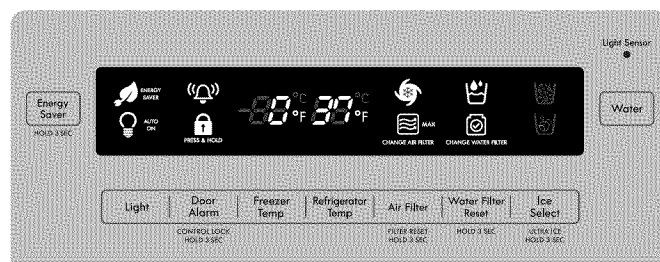 Light Sensor
Energy
Saver
HOLD 3 SEC
ENERGY
SAVER
AUTO
ON
PRESS & HOLD
0 °F
37 °F
°C
°C
MAX
CHANGE AIR FILTER
CHANGE WATER FILTER
Water
Light
Door
Alarm
CONTROL LOCK
HOLD 3 SEC
Freezer
Temp
Refrigerator
Temp
Air Filter
FILTER RESET
HOLD 3 SEC
Water Filter
Reset
HOLD 3 SEC
Ice
Select
ULTRA ICE
HOLD 3 SEC